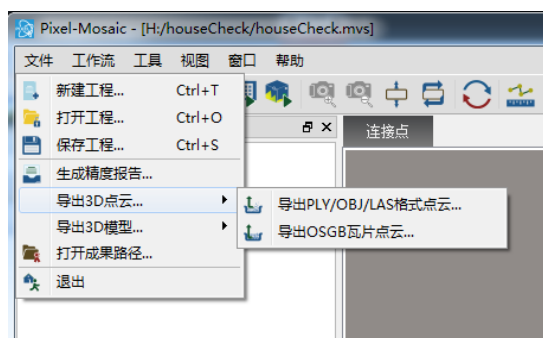 Pixel-Mosaic - [H:/houseCheck/houseCheck.mvs]
文件 工作流 工具 视图 窗口 帮助
新建工程... Ctrl+T
打开工程... Ctrl+O
保存工程... Ctrl+S
连接点
生成精度报告...
导出3D点云...
导出PLY/OBJ/LAS格式点云...
导出3D模型...
导出OSGB瓦片点云...
打开成果路径...
退出